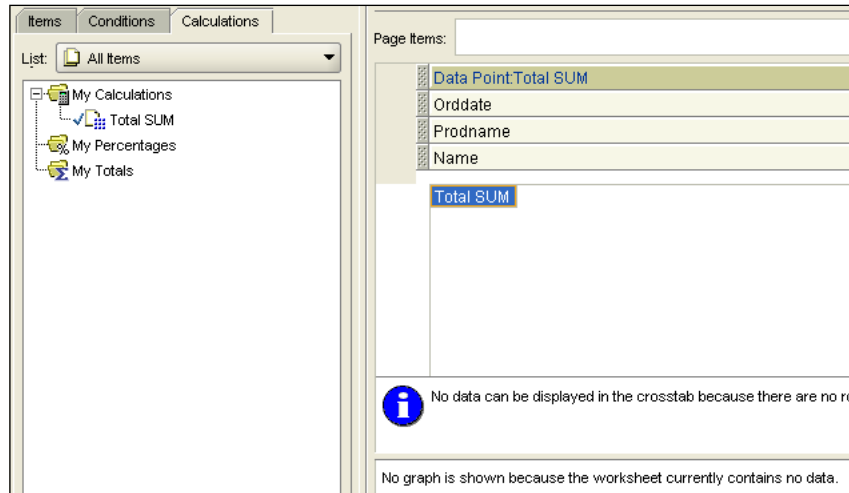 Items Conditions Calculations
List: All Items
My Calculations
Total SUM
My Percentages
My Totals
Page Items:
Data Point:Total SUM
Orddate
Prodname
Name
Total SUM
No data can be displayed in the crosstab because there are no
No graph is shown because the worksheet currently contains no data.